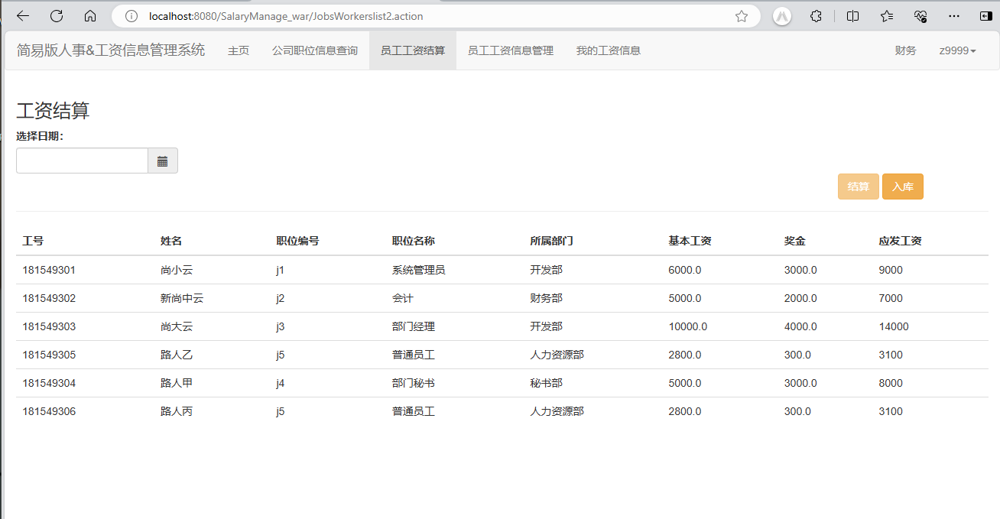 localhost:8080/SalaryManage_war/JobsWorkerslist2.action
简易版人事&工资信息管理系统 主页 公司职位信息查询 员工工资结算 员工工资信息管理 我的工资信息 财务 z9999
工资结算
选择日期:
结算 入库
工号 姓名 职位编号 职位名称 所属部门 基本工资 奖金 应发工资
181549301 尚小云 j1 系统管理员 开发部 6000.0 3000.0 9000
181549302 新尚中云 j2 会计 财务部 5000.0 2000.0 7000
181549303 尚大云 j3 部门经理 开发部 10000.0 4000.0 14000
181549305 路人乙 j5 普通员工 人力资源部 2800.0 300.0 3100
181549304 路人甲 j4 部门秘书 秘书部 5000.0 3000.0 8000
181549306 路人丙 j5 普通员工 人力资源部 2800.0 300.0 3100